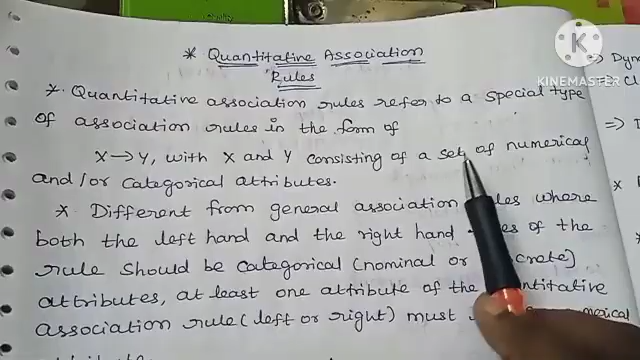 * Quantitative Association
Rules
*. Quantitative association rules refer to a special type
of association rules in the form of
X → Y, with X and Y consisting of a set of numerical
and/or categorical attributes.
* Different from general association
both the left hand and the right hand of the
rule should be categorical (nominal or
attributes, at least one attribute of the
association rule (left or right) must
K
KINEMASTER